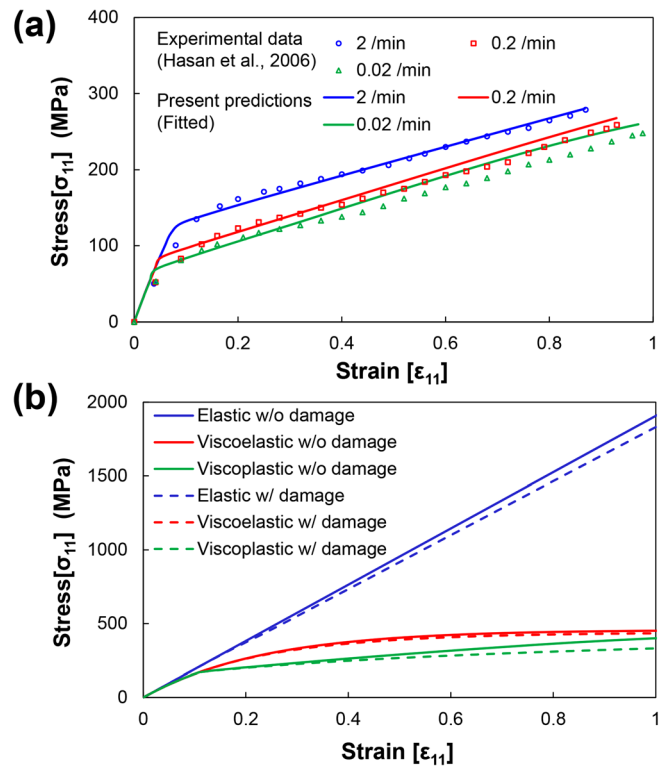 (a)
400
300
200
100
0
Stress[σ11] (MPa)
Experimental data
(Hasan et al., 2006)
2 /min
0.2 /min
0.02 /min
Present predictions
(Fitted)
2 /min
0.2 /min
0.02 /min
0.2
0.4
0.6
0.8
1
Strain [ε11]
(b)
2000
1500
1000
500
0
Stress[σ11] (MPa)
Elastic w/o damage
Viscoelastic w/o damage
Viscoplastic w/o damage
Elastic w/ damage
Viscoelastic w/ damage
Viscoplastic w/ damage
0
0.2
0.4
0.6
0.8
1
Strain [ε11]